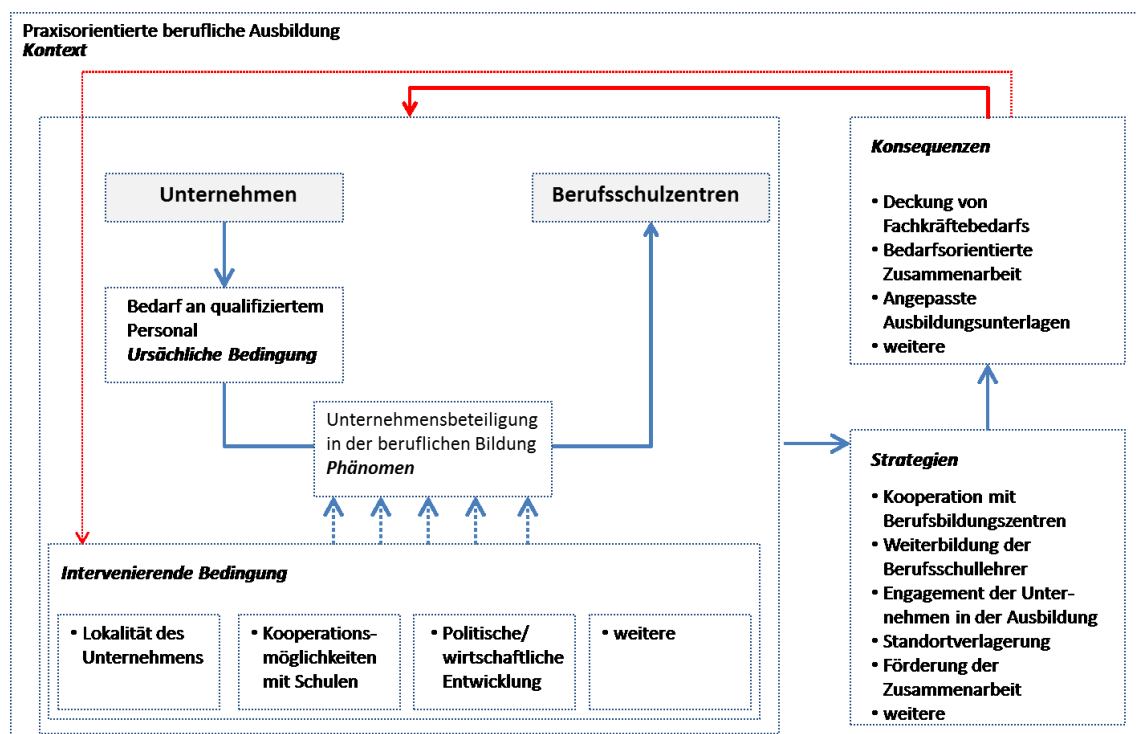 Praxisorientierte berufliche Ausbildung
Kontext
Unternehmen
Berufsschulzentren
Bedarf an qualifiziertem
Personal
Ursächliche Bedingung
Unternehmensbeteiligung
in der beruflichen Bildung
Phänomen
Intervenierende Bedingung
• Lokalität des
Unternehmens
• Kooperations-
möglichkeiten
mit Schulen
• Politische/
wirtschaftliche
Entwicklung
• weitere
Konsequenzen
• Deckung von
Fachkräftebedarfs
• Bedarfsorientierte
Zusammenarbeit
• Angepasste
Ausbildungsunterlagen
• weitere
Strategien
• Kooperation mit
Berufsbildungszentren
• Weiterbildung der
Berufsschullehrer
• Engagement der Unter-
nehmen in der Ausbildung
• Standortverlagerung
• Förderung der
Zusammenarbeit
• weitere